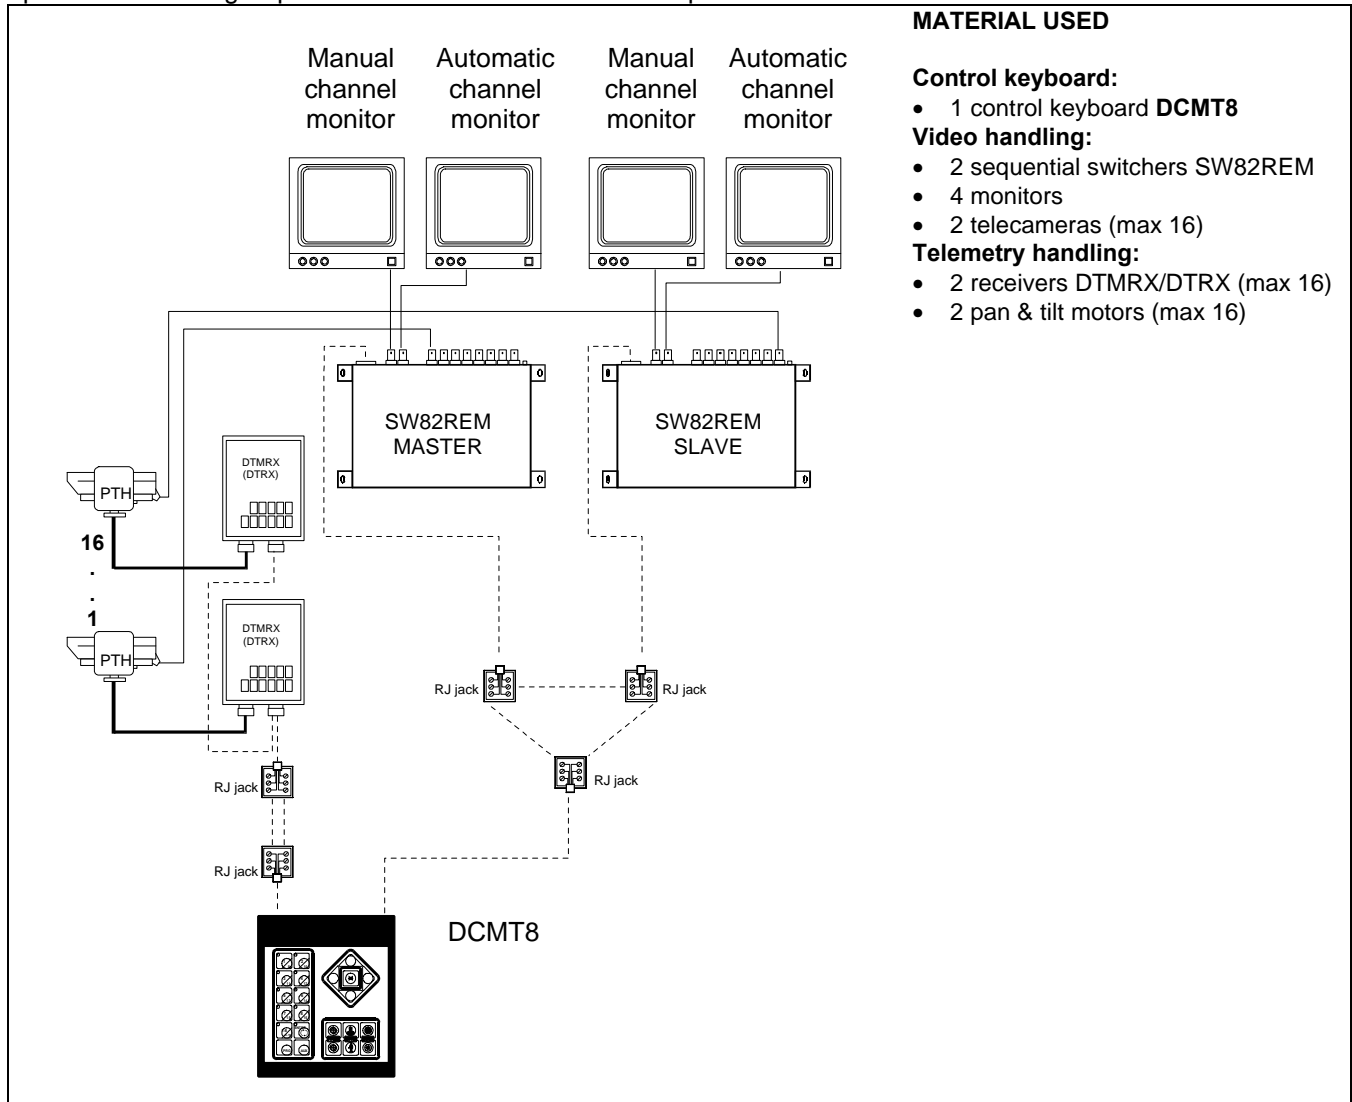 MATERIAL USED
Manual channel monitor
Automatic channel monitor
Manual channel monitor
Automatic channel monitor
Control keyboard:
• 1 control keyboard DCMT8
Video handling:
• 2 sequential switchers SW82REM
• 4 monitors
• 2 telecameras (max 16)
Telemetry handling:
• 2 receivers DTMRX/DTRX (max 16)
• 2 pan & tilt motors (max 16)
SW82REM
MASTER
SW82REM
SLAVE
DTMRX
(DTRX)
PTH
16
.
.
1
DTMRX
(DTRX)
PTH
RJ jack
RJ jack
RJ jack
RJ jack
RJ jack
DCMT8